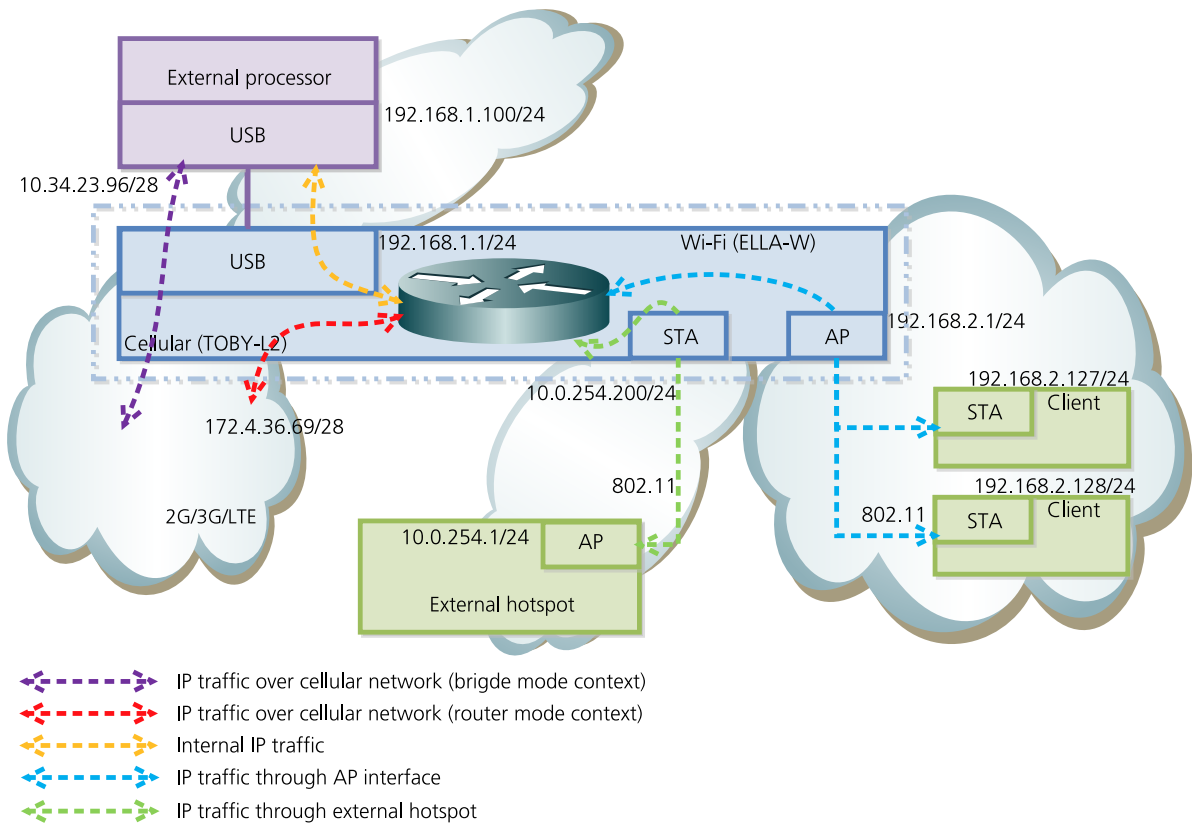 External processor
USB
192.168.1.100/24
10.34.23.96/28
192.168.1.1/24
Wi-Fi (ELLA-W)
USB
Cellular (TOBY-L2)
STA
AP
192.168.2.1/24
10.0.254.200/24
172.4.36.69/28
192.168.2.127/24
STA
Client
802.11
192.168.2.128/24
802.11
STA
Client
2G/3G/LTE
10.0.254.1/24
AP
External hotspot
IP traffic over cellular network (brigde mode context)
IP traffic over cellular network (router mode context)
Internal IP traffic
IP traffic through AP interface
IP traffic through external hotspot